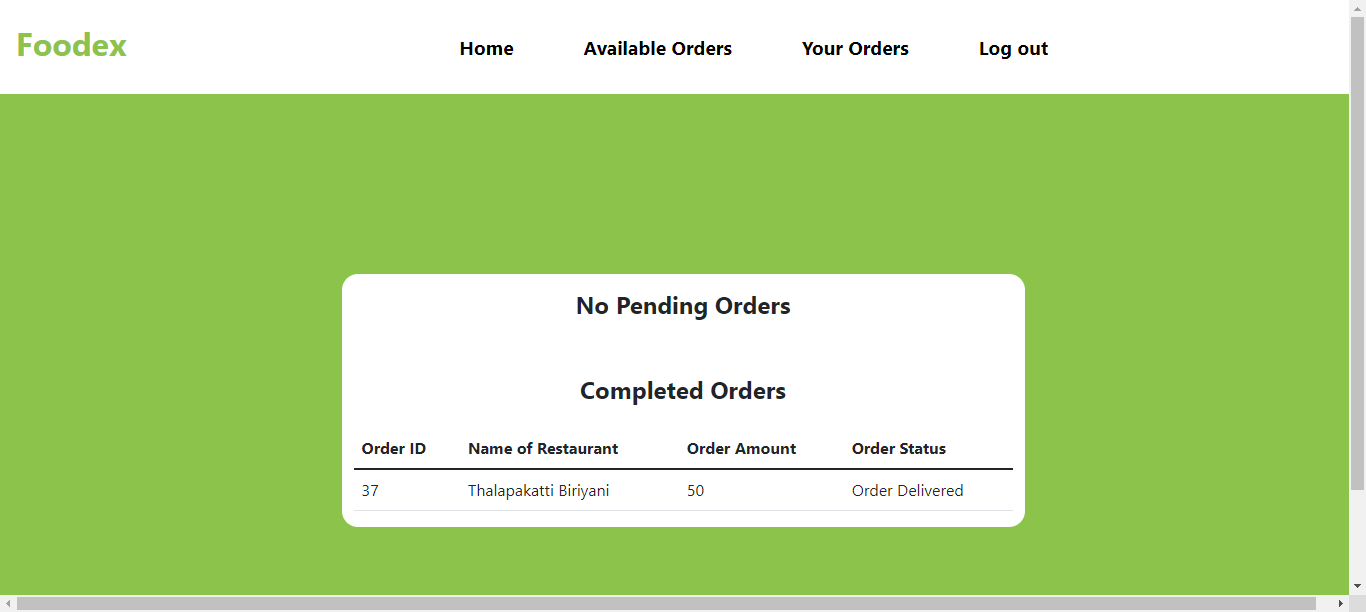 Foodex Home Available Orders Your Orders Log out
No Pending Orders
Completed Orders
Order ID Name of Restaurant Order Amount Order Status
37 Thalapakatti Biriyani 50 Order Delivered